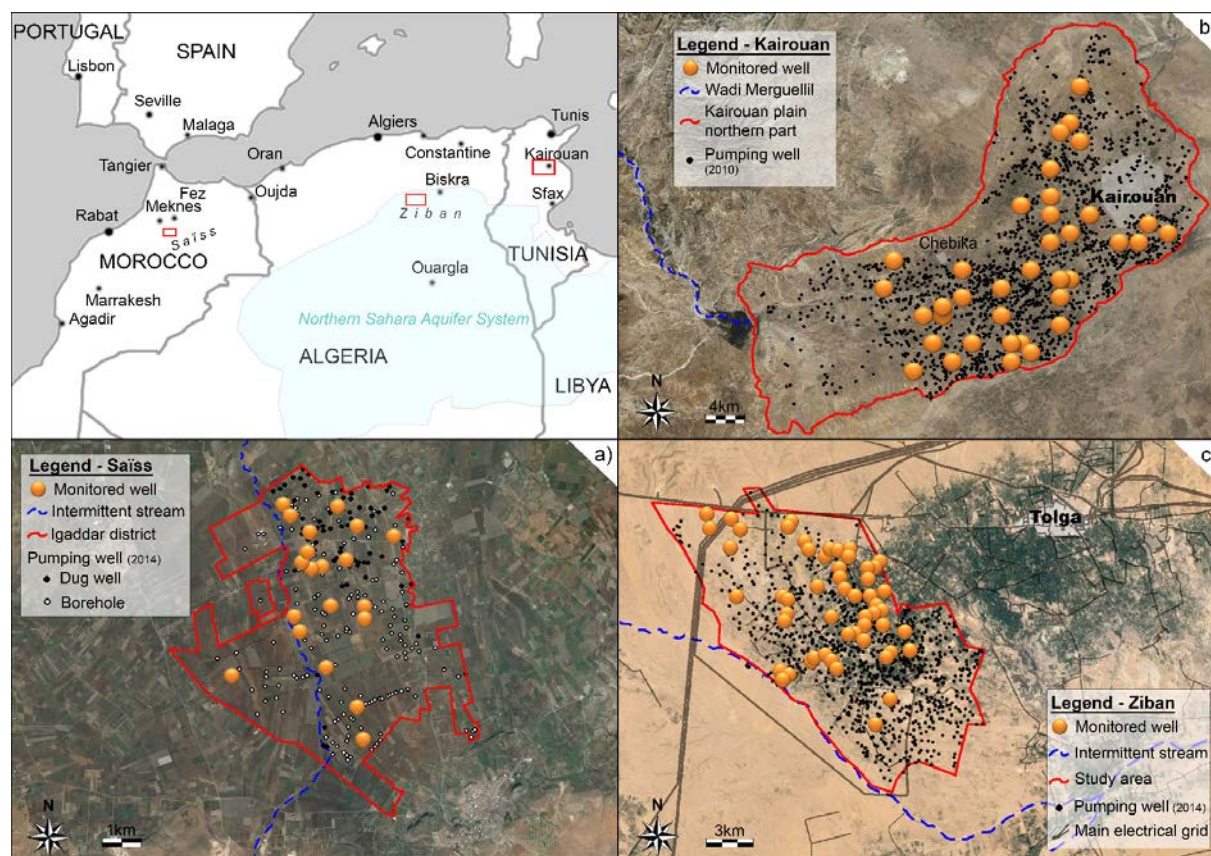 PORTUGAL
SPAIN
Lisbon
Seville
Malaga
Algiers
Tunis
Tangier
Oran
Constantine
Kairouan
Oujda
Biskra
Sfax
Fez
Meknes
Rabat
Ziban
Saïss
TUNISIA
MOROCCO
Ouargla
Marrakesh
Agadir
Northern Sahara Aquifer System
ALGERIA
LIBYA
b
Legend - Kairouan
Monitored well
Wadi Merguellil
Kairouan plain
northern part
Pumping well
(2010)
Kairouan
Chebika
N
4km
a)
Legend - Saïss
Monitored well
Intermittent stream
Igaddar district
Pumping well (2014)
Dug well
Borehole
N
1km
c
Tolga
Legend - Ziban
Monitored well
Intermittent stream
Study area
Pumping well (2014)
Main electrical grid
N
3km